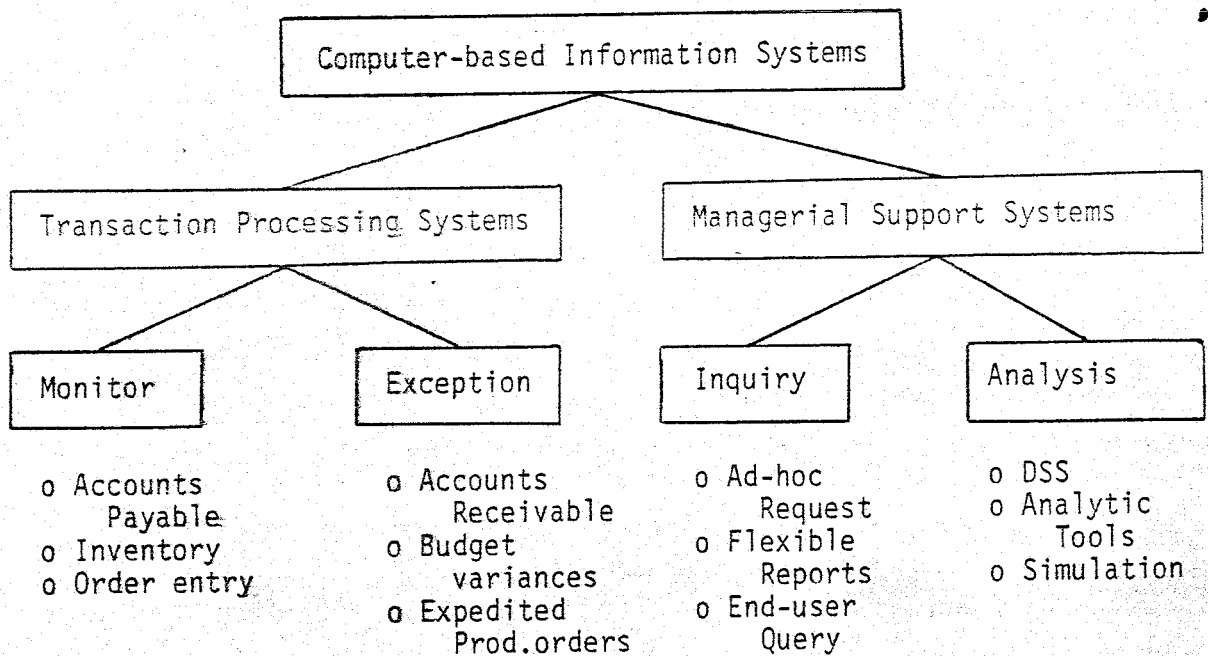 Computer-based Information Systems
Transaction Processing Systems
Managerial Support Systems
Monitor
Exception
Inquiry
Analysis
o Accounts
Payable
o Inventory
o Order entry
o Accounts
Receivable
o Budget
variances
o Expedited
Prod.orders
o Ad-hoc
Request
o Flexible
Reports
o End-user
Query
o DSS
o Analytic
Tools
o Simulation